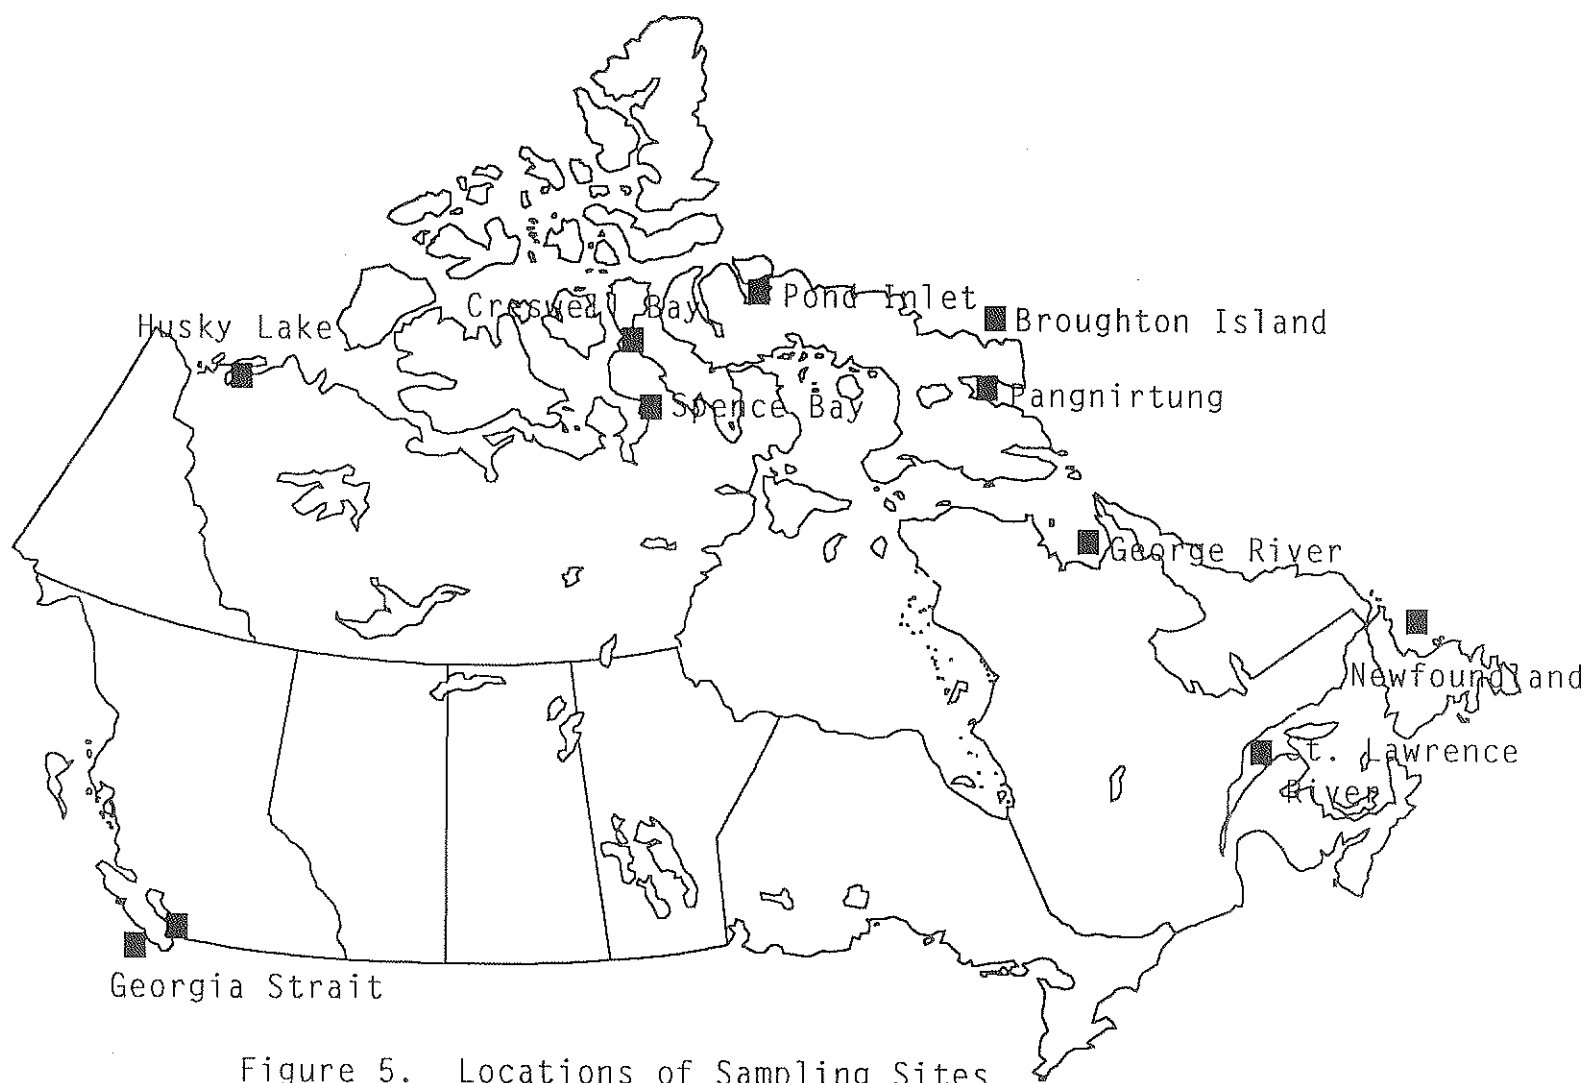 Creswell Bay
Pond Inlet
Husky Lake
Broughton Island
Spence Bay
Pangnirtung
George River
Newfoundland
St. Lawrence
River
Georgia Strait
Figure 5. Locations of Sampling Sites